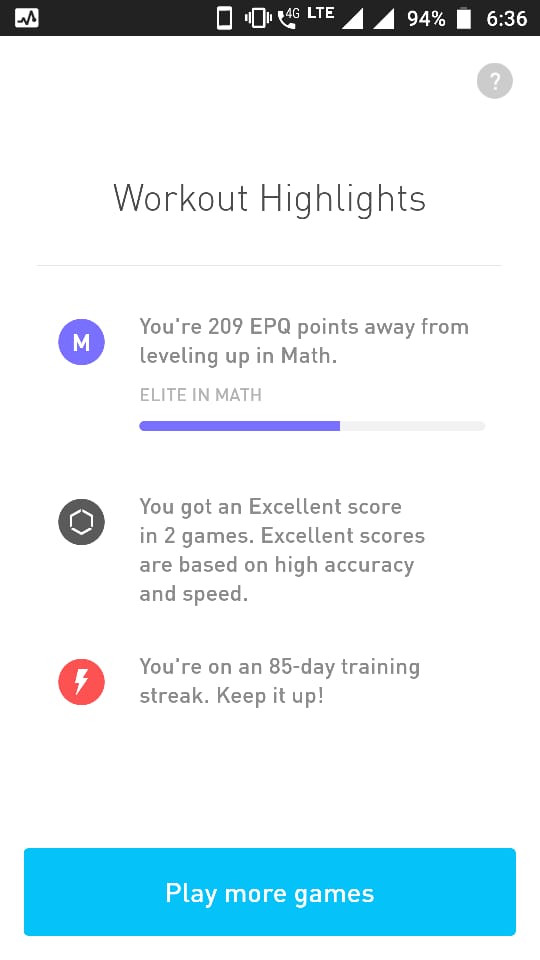 4G LTE 94% 6:36
?
Workout Highlights
M
You're 209 EPQ points away from
leveling up in Math.
ELITE IN MATH
You got an Excellent score
in 2 games. Excellent scores
are based on high accuracy
and speed.
You're on an 85-day training
streak. Keep it up!
Play more games